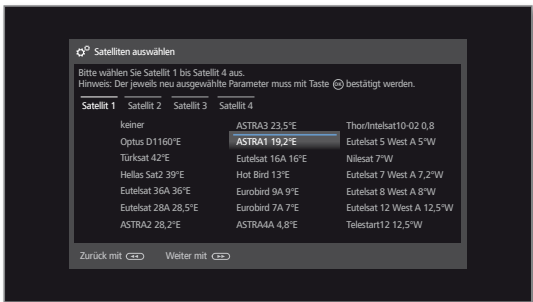 Satelliten auswählen
Bitte wählen Sie Satellit 1 bis Satellit 4 aus.
Hinweis: Der jeweils neu ausgewählte Parameter muss mit Taste OK bestätigt werden.
Satellit 1 Satellit 2 Satellit 3 Satellit 4
keiner ASTRA3 23,5°E Thor/Intelsat10-02 0,8
Optus D1160°E ASTRA1 19,2°E Eutelsat 5 West A 5°W
Türksat 42°E Eutelsat 16A 16°E Nilesat 7°W
Hellas Sat2 39°E Hot Bird 13°E Eutelsat 7 West A 7,2°W
Eutelsat 36A 36°E Eurobird 9A 9°E Eutelsat 8 West A 8°W
Eutelsat 28A 28,5°E Eurobird 7A 7°E Eutelsat 12 West A 12,5°W
ASTRA2 28,2°E ASTRA4A 4,8°E Telestart12 12,5°W
Zurück mit Weiter mit